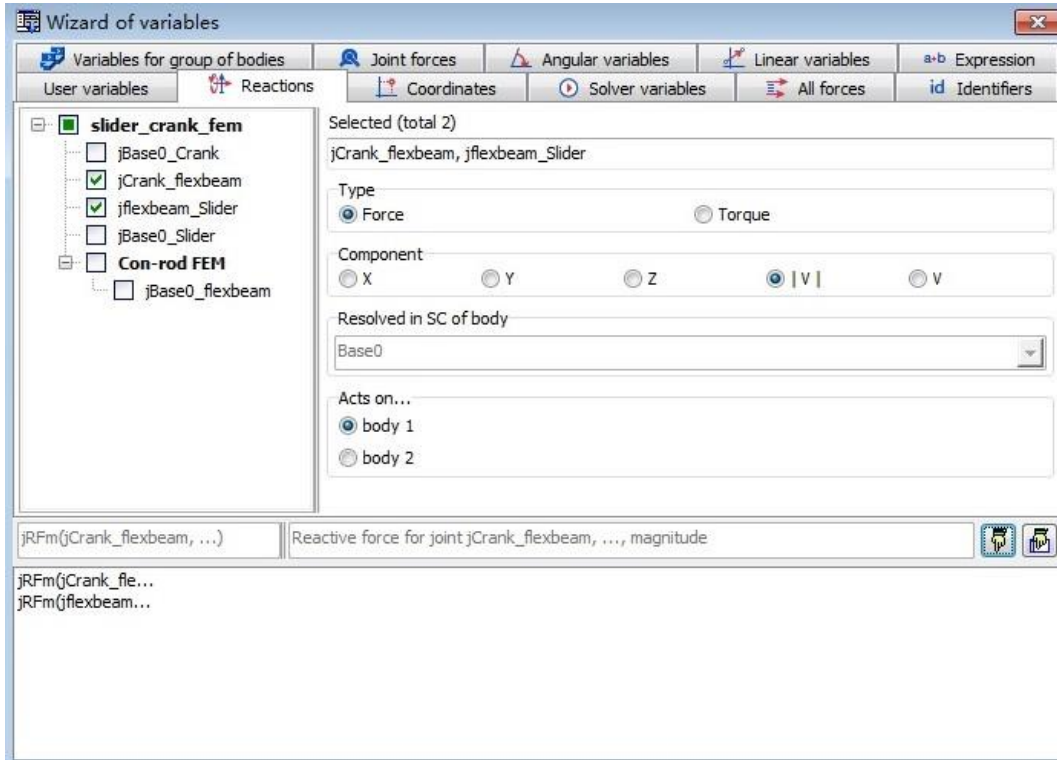 Wizard of variables
Variables for group of bodies Joint forces Angular variables Linear variables a+b Expression
User variables Reactions Coordinates Solver variables All forces id Identifiers
slider_crank_fem
jBase0_Crank
jCrank_flexbeam
jflexbeam_Slider
jBase0_Slider
Con-rod FEM
jBase0_flexbeam
Selected (total 2)
jCrank_flexbeam, jflexbeam_Slider
Type
Force Torque
Component
X Y Z | V | V
Resolved in SC of body
Base0
Acts on...
body 1
body 2
jRFm(jCrank_flexbeam, ...) Reactive force for joint jCrank_flexbeam, ..., magnitude
jRFm(jCrank_fle...
jRFm(jflexbeam...